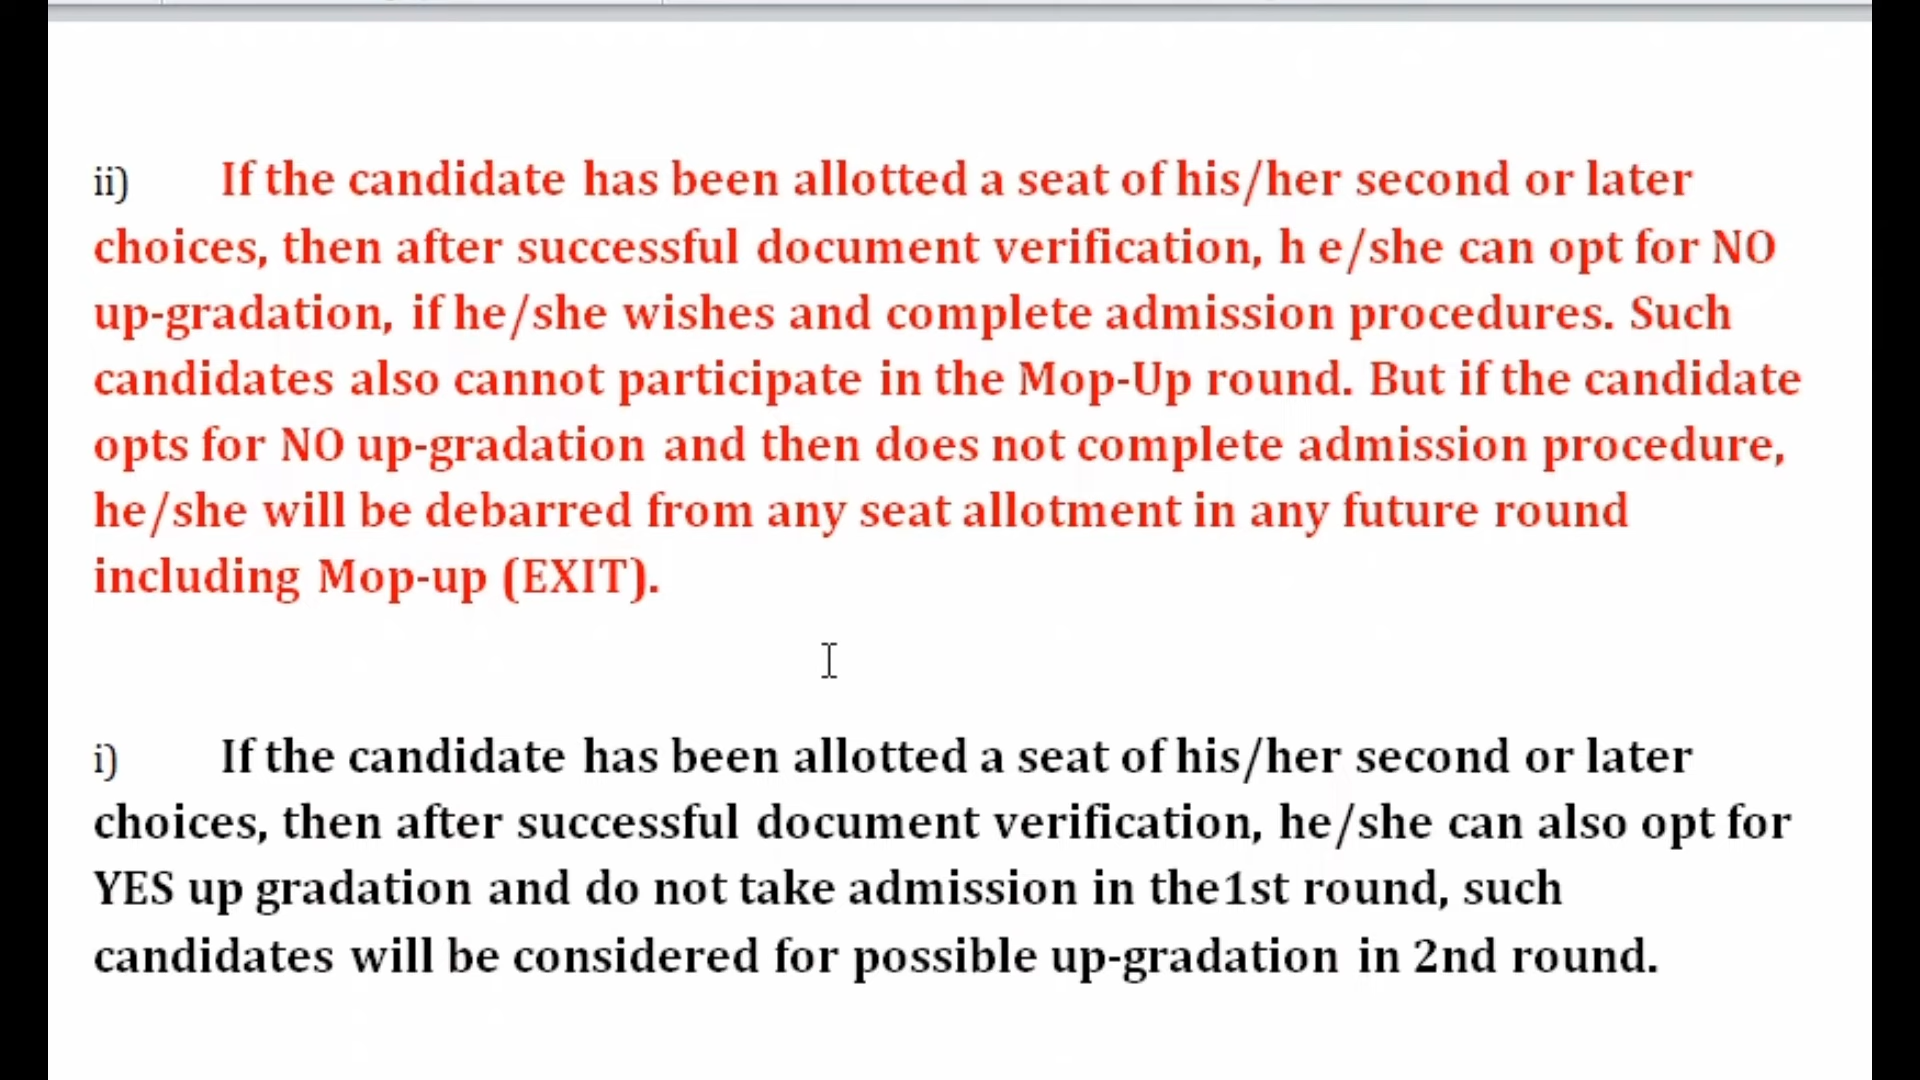 ii) If the candidate has been allotted a seat of his/her second or later
choices, then after successful document verification, h e/she can opt for NO
up-gradation, if he/she wishes and complete admission procedures. Such
candidates also cannot participate in the Mop-Up round. But if the candidate
opts for NO up-gradation and then does not complete admission procedure,
he/she will be debarred from any seat allotment in any future round
including Mop-up (EXIT).
i) If the candidate has been allotted a seat of his/her second or later
choices, then after successful document verification, he/she can also opt for
YES up gradation and do not take admission in the1st round, such
candidates will be considered for possible up-gradation in 2nd round.